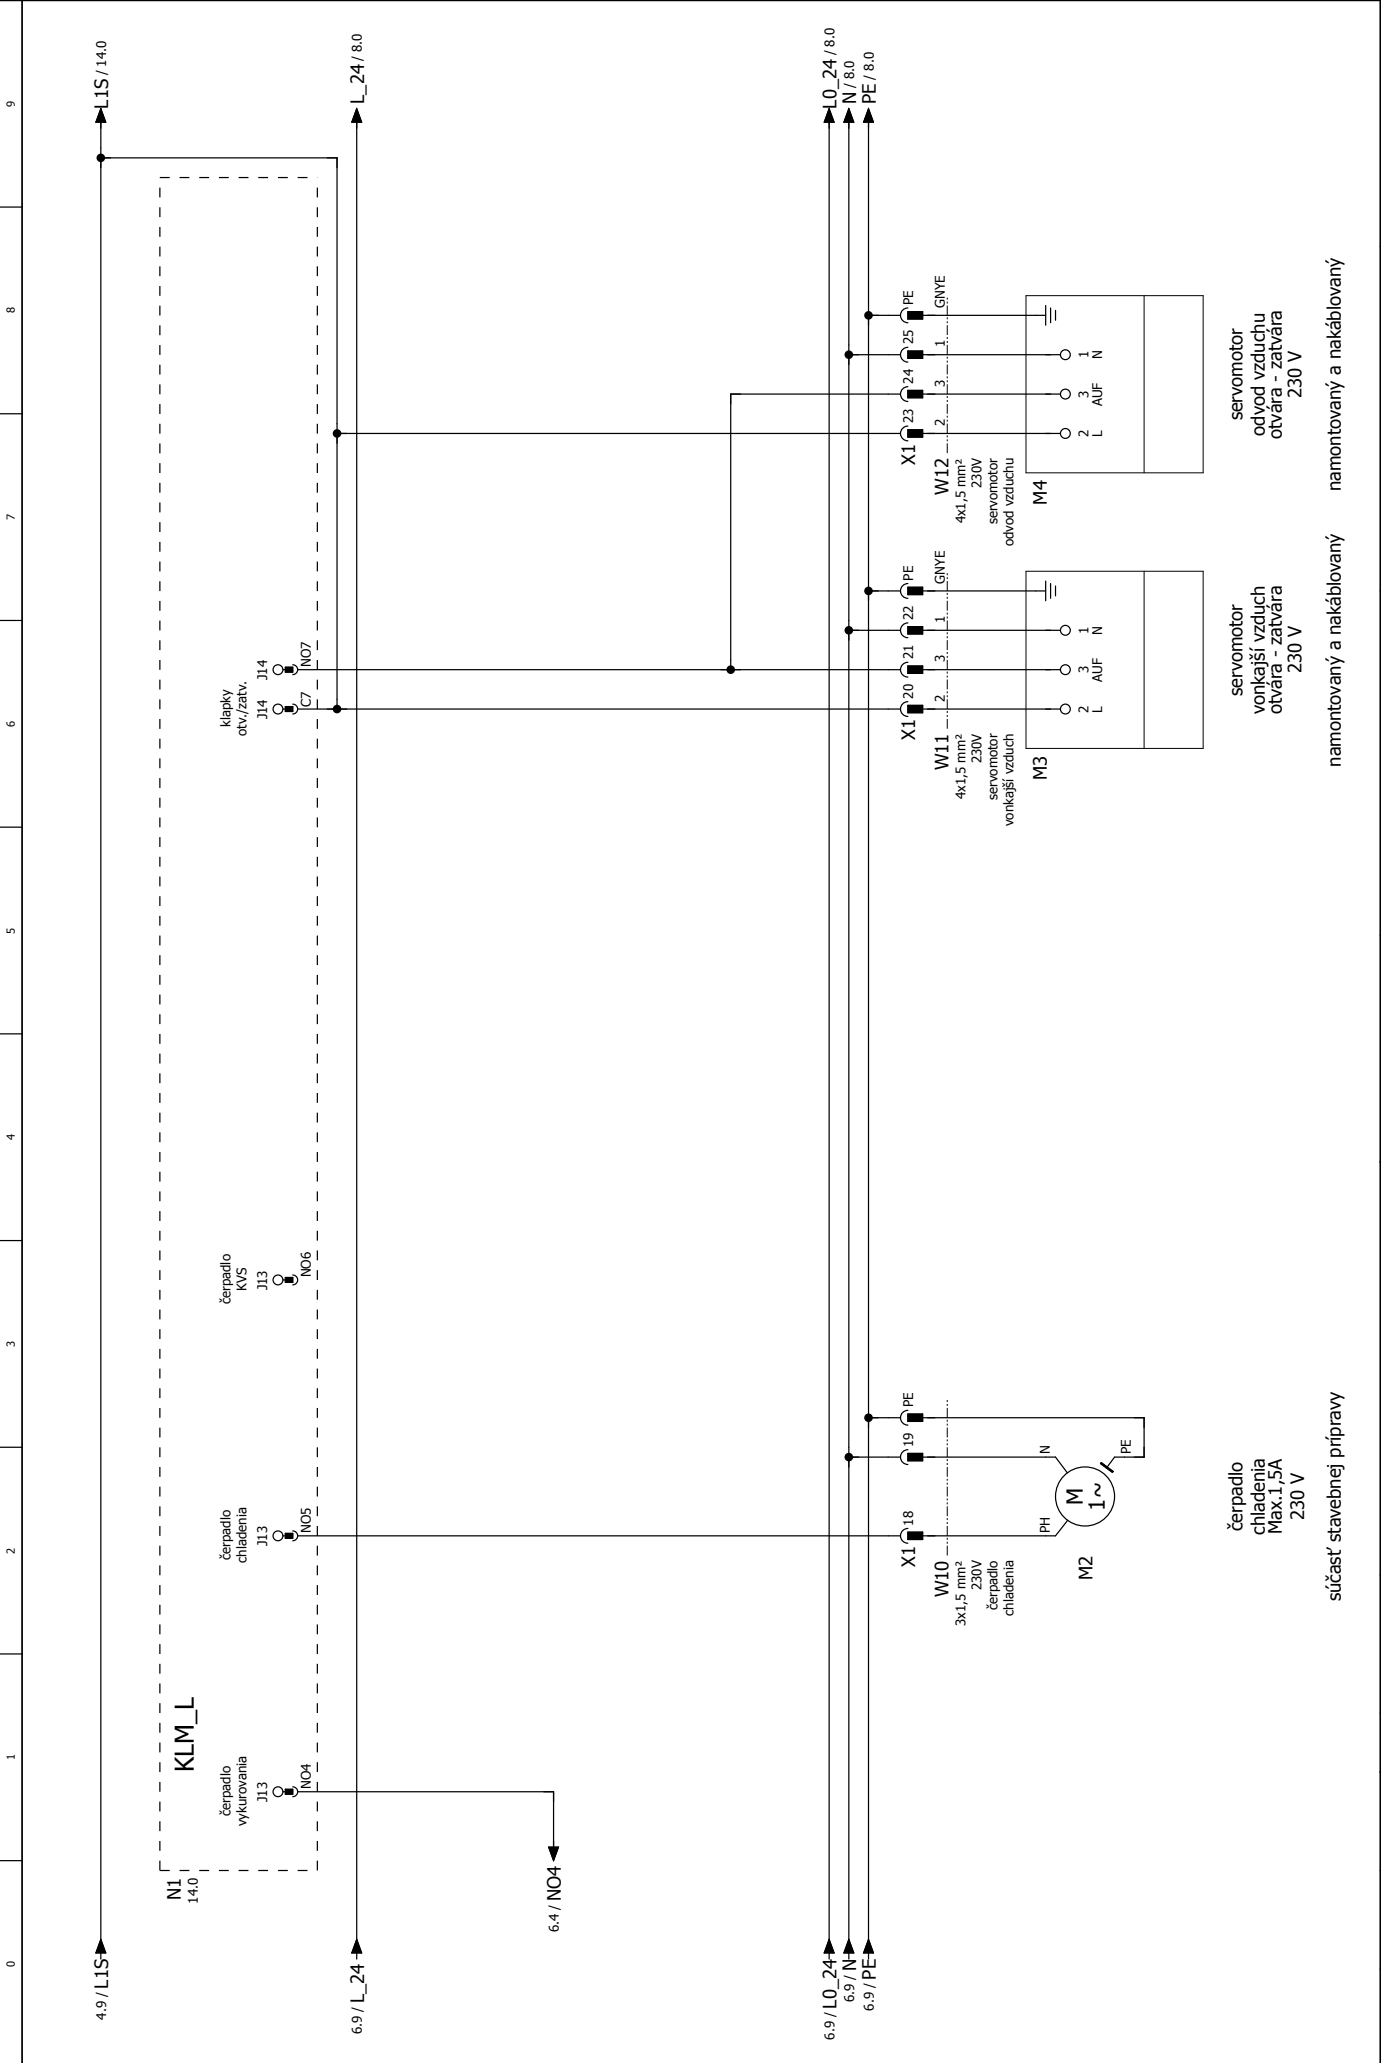 0
1
2
3
4
5
6
7
8
9
4.9 / L1S
L1S / 14.0
6.9 / L_24
L_24 / 8.0
N1
14.0
KLM_L
čerpadlo
vykurovania
J13
NO4
čerpadlo
chladenia
J13
NO5
čerpadlo
KVS
J13
NO6
klapky
otv./zatv.
J14
C7
J14
NO7
6.4 / NO4
6.9 / L0_24
6.9 / N
6.9 / PE
L0_24 / 8.0
N / 8.0
PE / 8.0
X1
18
19
PE
W10
3x1,5 mm²
230V
čerpadlo
chladenia
PH
N
PE
M
1~
M2
čerpadlo
chladenia
Max.1,5A
230 V
súčasť stavebnej prípravy
X1
20
21
22
PE
W11
2
3
1
GNYE
4x1,5 mm²
230V
servomotor
vonkajší vzduch
M3
2
L
3
AUF
1
N
servomotor
vonkajší vzduch
otvára - zatvára
230 V
namontovaný a nakáblovaný
X1
23
24
25
PE
W12
2
3
1
GNYE
4x1,5 mm²
230V
servomotor
odvod vzduchu
M4
2
L
3
AUF
1
N
servomotor
odvod vzduchu
otvára - zatvára
230 V
namontovaný a nakáblovaný